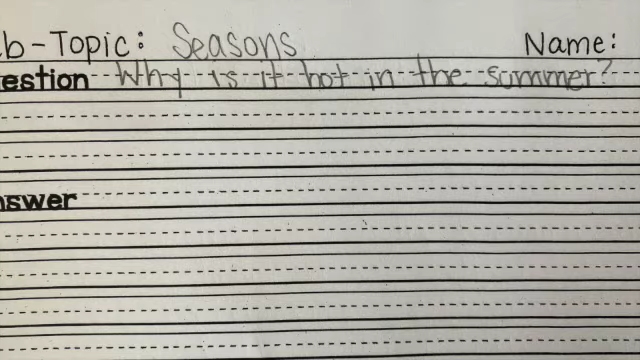 b-Topic: Seasons Name:
estion Why is it hot in the summer?
nswer